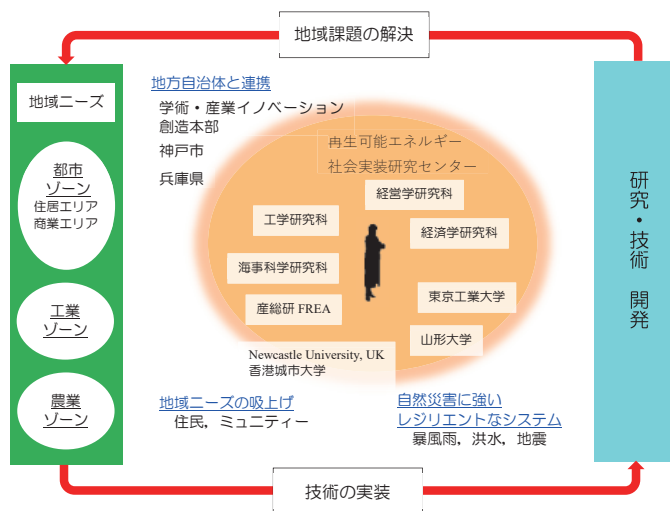 地域課題の解決
地域ニーズ
都市
ゾーン
住居エリア
商業エリア
工業
ゾーン
農業
ゾーン
地方自治体と連携
学術・産業イノベーション
創造本部
神戸市
兵庫県
再生可能エネルギー
社会実装研究センター
経営学研究科
工学研究科
経済学研究科
海事科学研究科
産総研 FREA
東京工業大学
山形大学
Newcastle University, UK
香港城市大学
地域ニーズの吸上げ
住民，ミュニティー
自然災害に強い
レジリエントなシステム
暴風雨，洪水，地震
研究・技術 開発
技術の実装